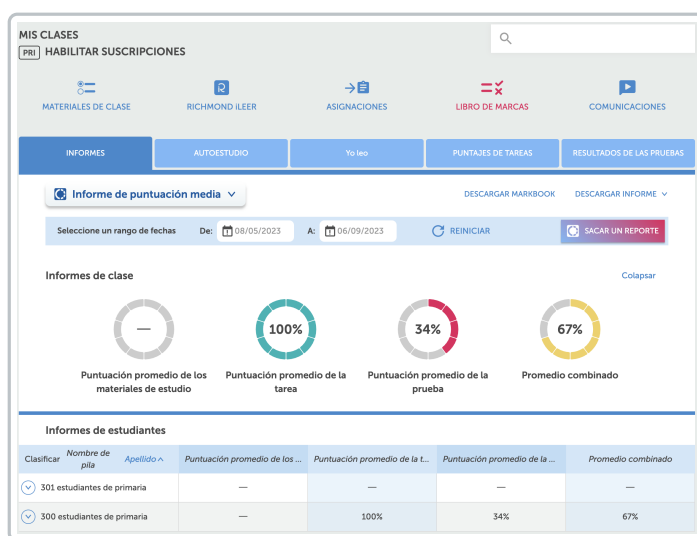 MIS CLASES
PRI HABILITAR SUSCRIPCIONES
MATERIALES DE CLASE
RICHMOND iLEER
ASIGNACIONES
LIBRO DE MARCAS
COMUNICACIONES
INFORMES
AUTOESTUDIO
Yo leo
PUNTAJES DE TAREAS
RESULTADOS DE LAS PRUEBAS
Informe de puntuación media
DESCARGAR MARKBOOK
DESCARGAR INFORME
Seleccione un rango de fechas
De: 08/05/2023
A: 06/09/2023
REINICIAR
SACAR UN REPORTE
Informes de clase
Colapsar
—
100%
34%
67%
Puntuación promedio de los
materiales de estudio
Puntuación promedio de la
tarea
Puntuación promedio de la
prueba
Promedio combinado
Informes de estudiantes
Clasificar
Nombre de
pila
Apellido
Puntuación promedio de los ...
Puntuación promedio de la t...
Puntuación promedio de la ...
Promedio combinado
301 estudiantes de primaria — — — —
300 estudiantes de primaria — 100% 34% 67%